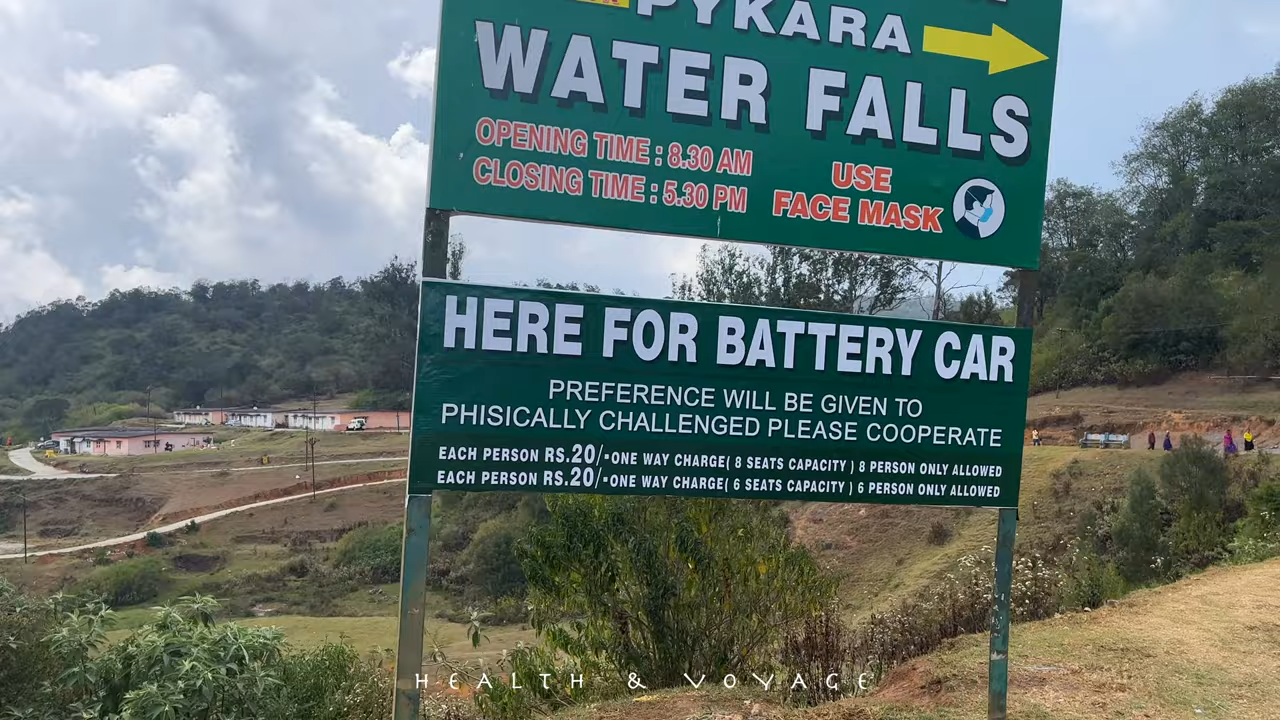 PYKARA
WATER FALLS
OPENING TIME : 8.30 AM
CLOSING TIME : 5.30 PM
USE
FACE MASK
HERE FOR BATTERY CAR
PREFERENCE WILL BE GIVEN TO
PHISICALLY CHALLENGED PLEASE COOPERATE
EACH PERSON RS.20/-ONE WAY CHARGE( 8 SEATS CAPACITY ) 8 PERSON ONLY ALLOWED
EACH PERSON RS.20/-ONE WAY CHARGE( 6 SEATS CAPACITY ) 6 PERSON ONLY ALLOWED
HEALTH & VOYAGE